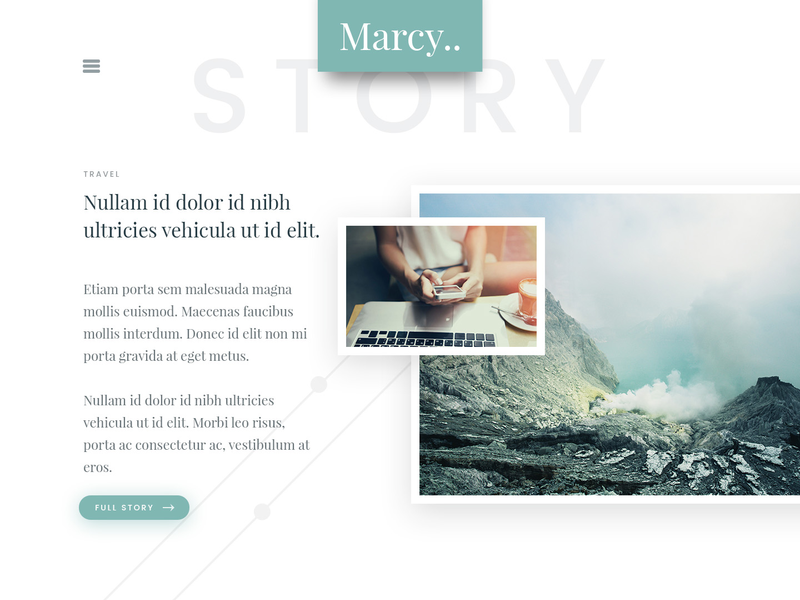 Marcy..
STORY
TRAVEL
Nullam id dolor id nibh
ultricies vehicula ut id elit.
Etiam porta sem malesuada magna
mollis euismod. Maecenas faucibus
mollis interdum. Donec id elit non mi
porta gravida at eget metus.
Nullam id dolor id nibh ultricies
vehicula ut id elit. Morbi leo risus,
porta ac consectetur ac, vestibulum at
eros.
FULL STORY